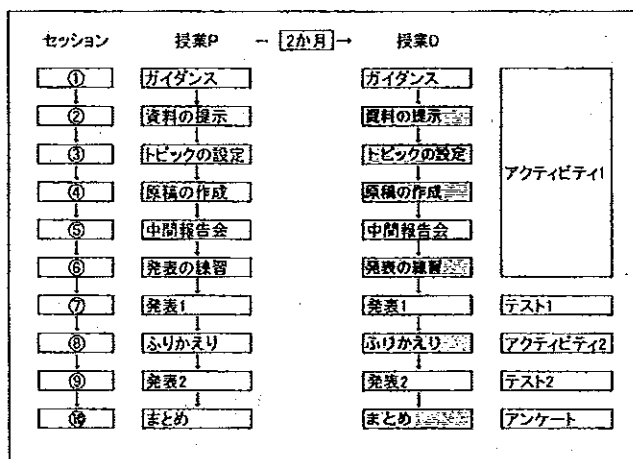 セッション 授業P ― 2か月 → 授業D
① ガイダンス ガイダンス
② 資料の提示 資料の提示
③ トピックの設定 トピックの設定
アクティビティ1
④ 原稿の作成 原稿の作成
⑤ 中間報告会 中間報告会
⑥ 発表の練習 発表の練習
⑦ 発表1 発表1 テスト1
⑧ ふりかえり ふりかえり アクティビティ2
⑨ 発表2 発表2 テスト2
⑩ まとめ まとめ アンケート